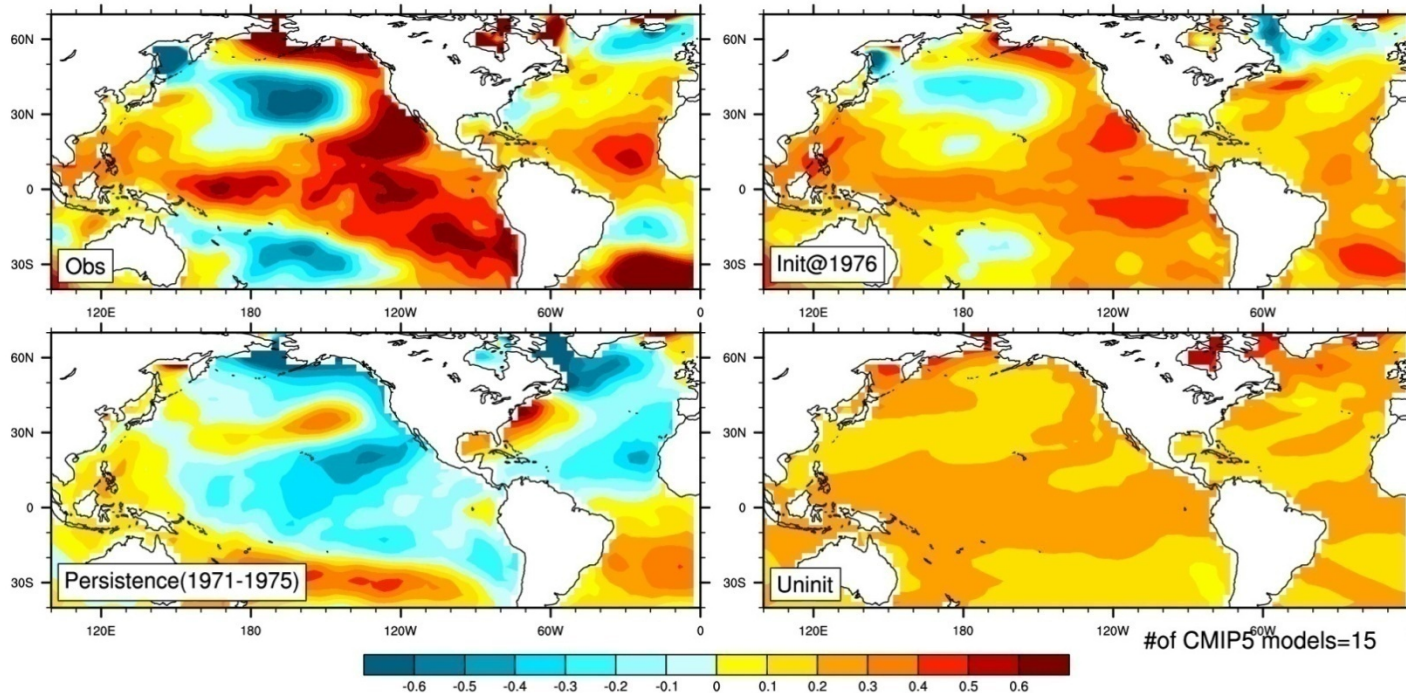 60N
30N
0
30S
Obs
120E
180
120W
60W
0
Init@1976
120E
180
120W
60W
60N
30N
0
30S
Persistence(1971-1975)
120E
180
120W
60W
0
Uninit
120E
180
120W
60W
#of CMIP5 models=15
-0.6 -0.5 -0.4 -0.3 -0.2 -0.1 0 0.1 0.2 0.3 0.4 0.5 0.6
60N
30N
0
30S
60N
30N
0
30S